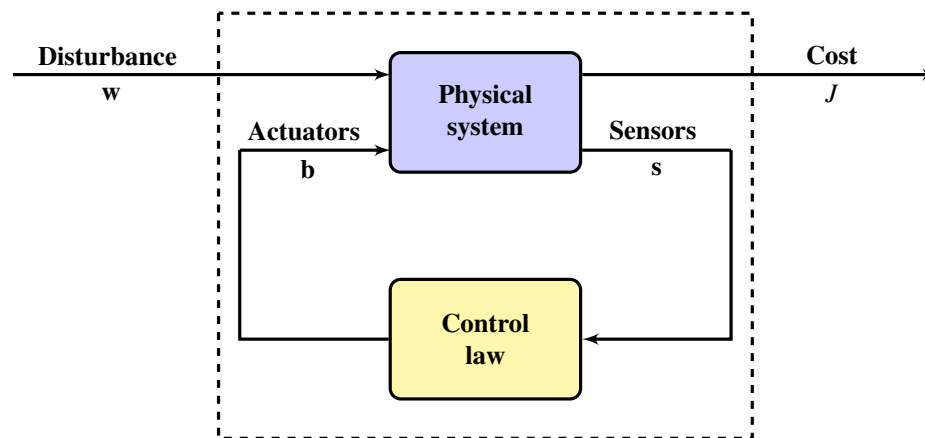 Disturbance
w
Physical
system
Cost
J
Actuators
b
Sensors
s
Control
law